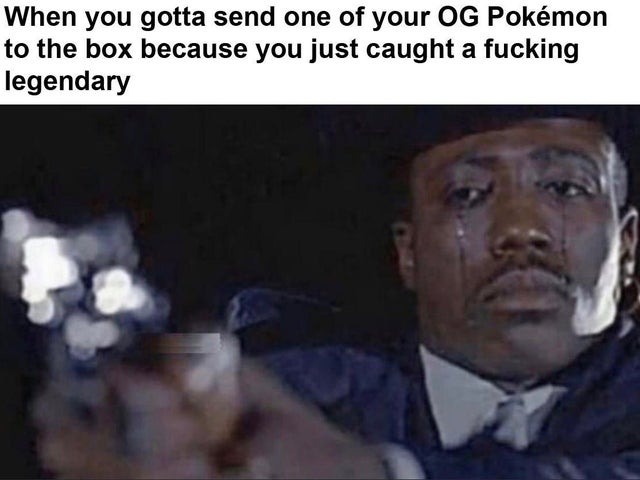 When you gotta send one of your OG Pokémon
to the box because you just caught a fucking
legendary